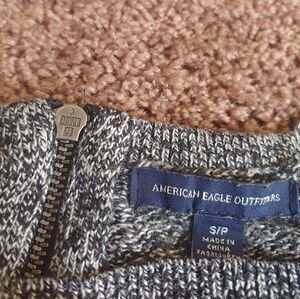 AMERICAN EAGLE OUTFITTERS
S/P
MADE IN
CHINA